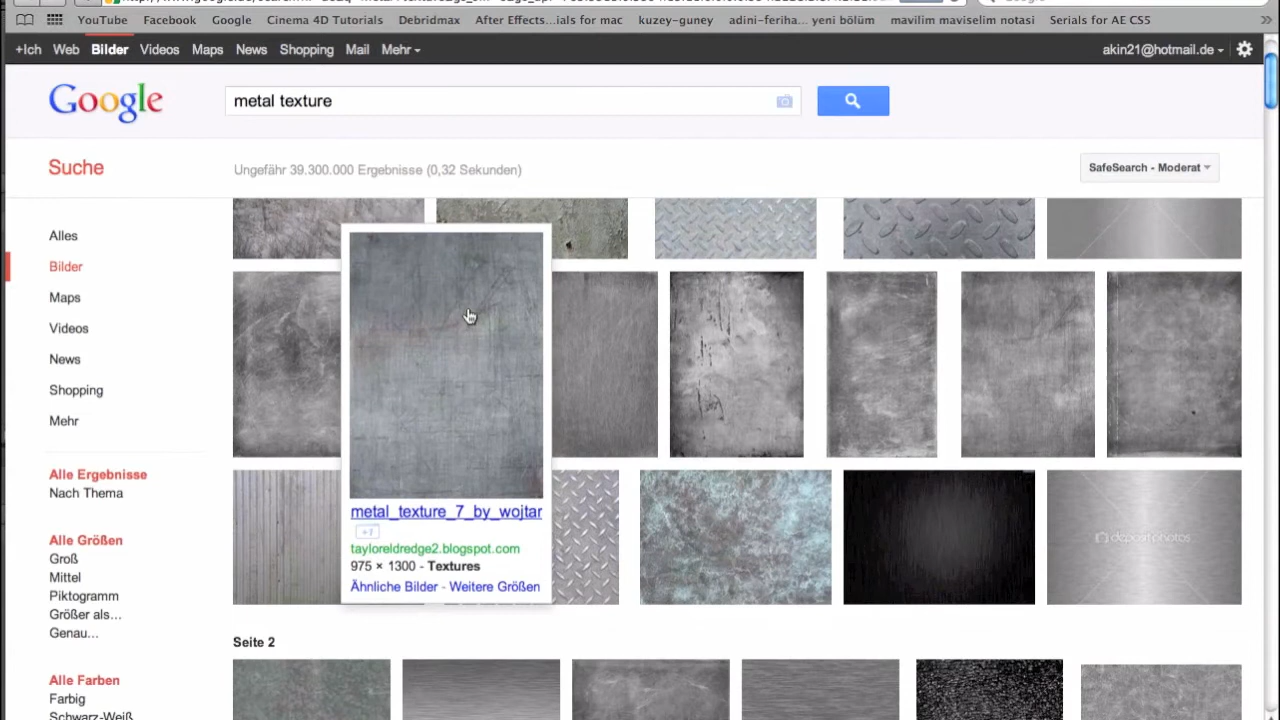 YouTube Facebook Google Cinema 4D Tutorials Debridmax After Effects...ials for mac kuzey-guney adini-feriha... yeni bölüm mavilim maviselim notasi Serials for AE CS5
+Ich Web Bilder Videos Maps News Shopping Mail Mehr akin21@hotmail.de
Google metal texture
Suche Ungefähr 39.300.000 Ergebnisse (0,32 Sekunden) SafeSearch - Moderat
Alles
Bilder
Maps
Videos
News
Shopping
Mehr
Alle Ergebnisse
Nach Thema
Alle Größen
Groß
Mittel
Piktogramm
Größer als...
Genau...
Alle Farben
Farbig
Schwarz-Weiß
metal_texture_7_by_wojtar
+1
tayloreldredge2.blogspot.com
975 × 1300 - Textures
Ähnliche Bilder - Weitere Größen
depositphotos
Seite 2